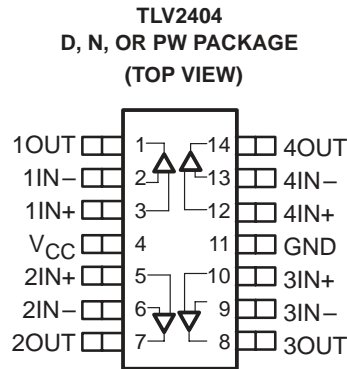 TLV2404
D, N, OR PW PACKAGE
(TOP VIEW)
1OUT 1 14 4OUT
1IN− 2 13 4IN−
1IN+ 3 12 4IN+
VCC 4 11 GND
2IN+ 5 10 3IN+
2IN− 6 9 3IN−
2OUT 7 8 3OUT